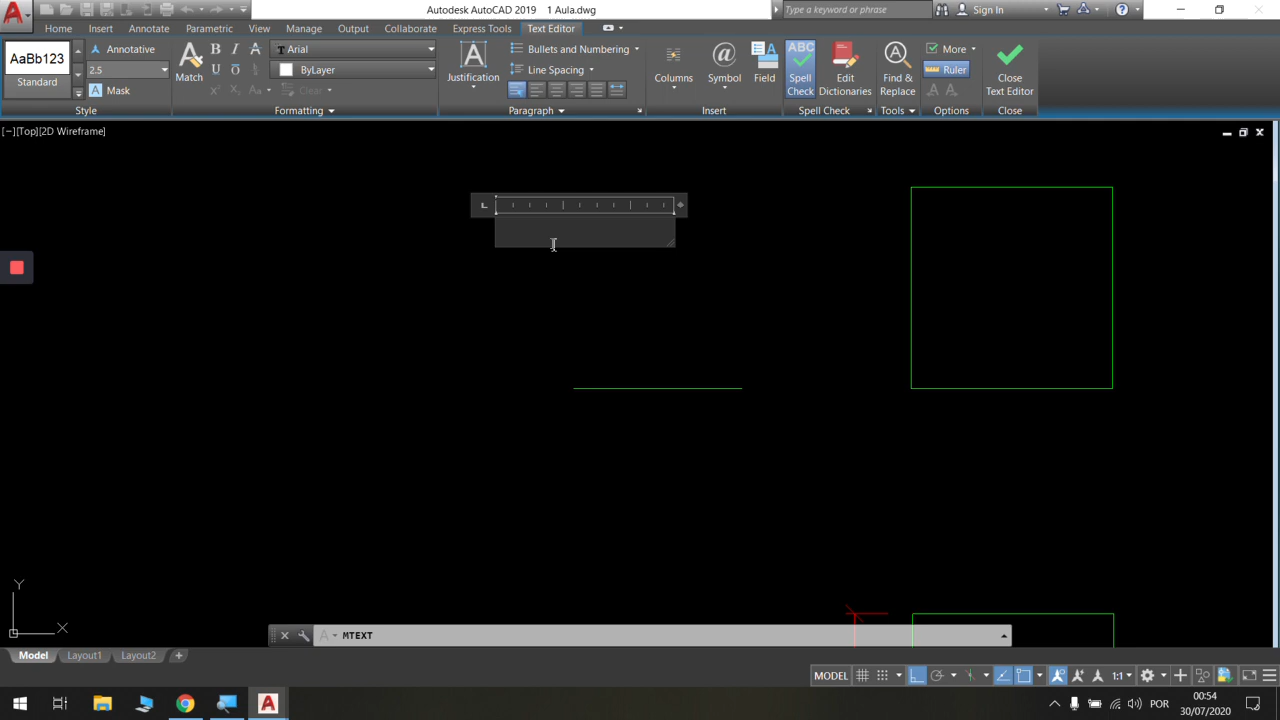 Autodesk AutoCAD 2019 1 Aula.dwg
Type a keyword or phrase
Sign In
Home Insert Annotate Parametric View Manage Output Collaborate Express Tools Text Editor
AaBb123
Standard
Annotative
2.5
Mask
Style
Match
B I A
U O
Arial
ByLayer
Clear
Formatting
Justification
Bullets and Numbering
Line Spacing
Paragraph
Columns
Symbol
Field
Insert
ABC
Spell
Check
Edit
Dictionaries
Spell Check
Find &
Replace
Tools
More
Ruler
Options
Close
Text Editor
Close
[−][Top][2D Wireframe]
Y
X
MTEXT
Model Layout1 Layout2
MODEL
1:1
POR
00:54
30/07/2020